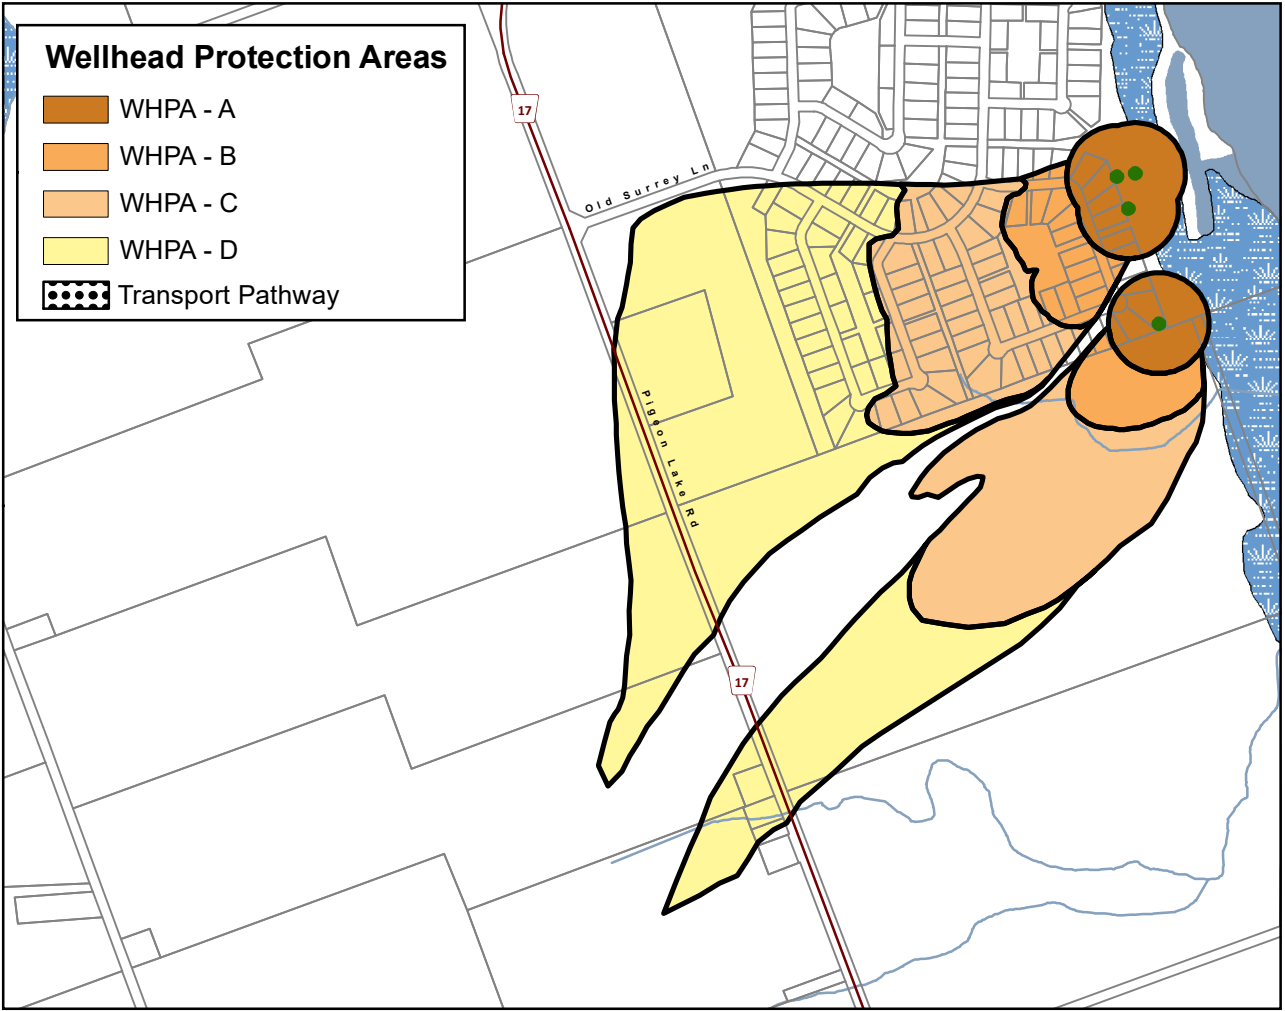 Wellhead Protection Areas
WHPA - A
WHPA - B
WHPA - C
WHPA - D
Transport Pathway
17
Old Surrey Ln
Pigeon Lake Rd
17